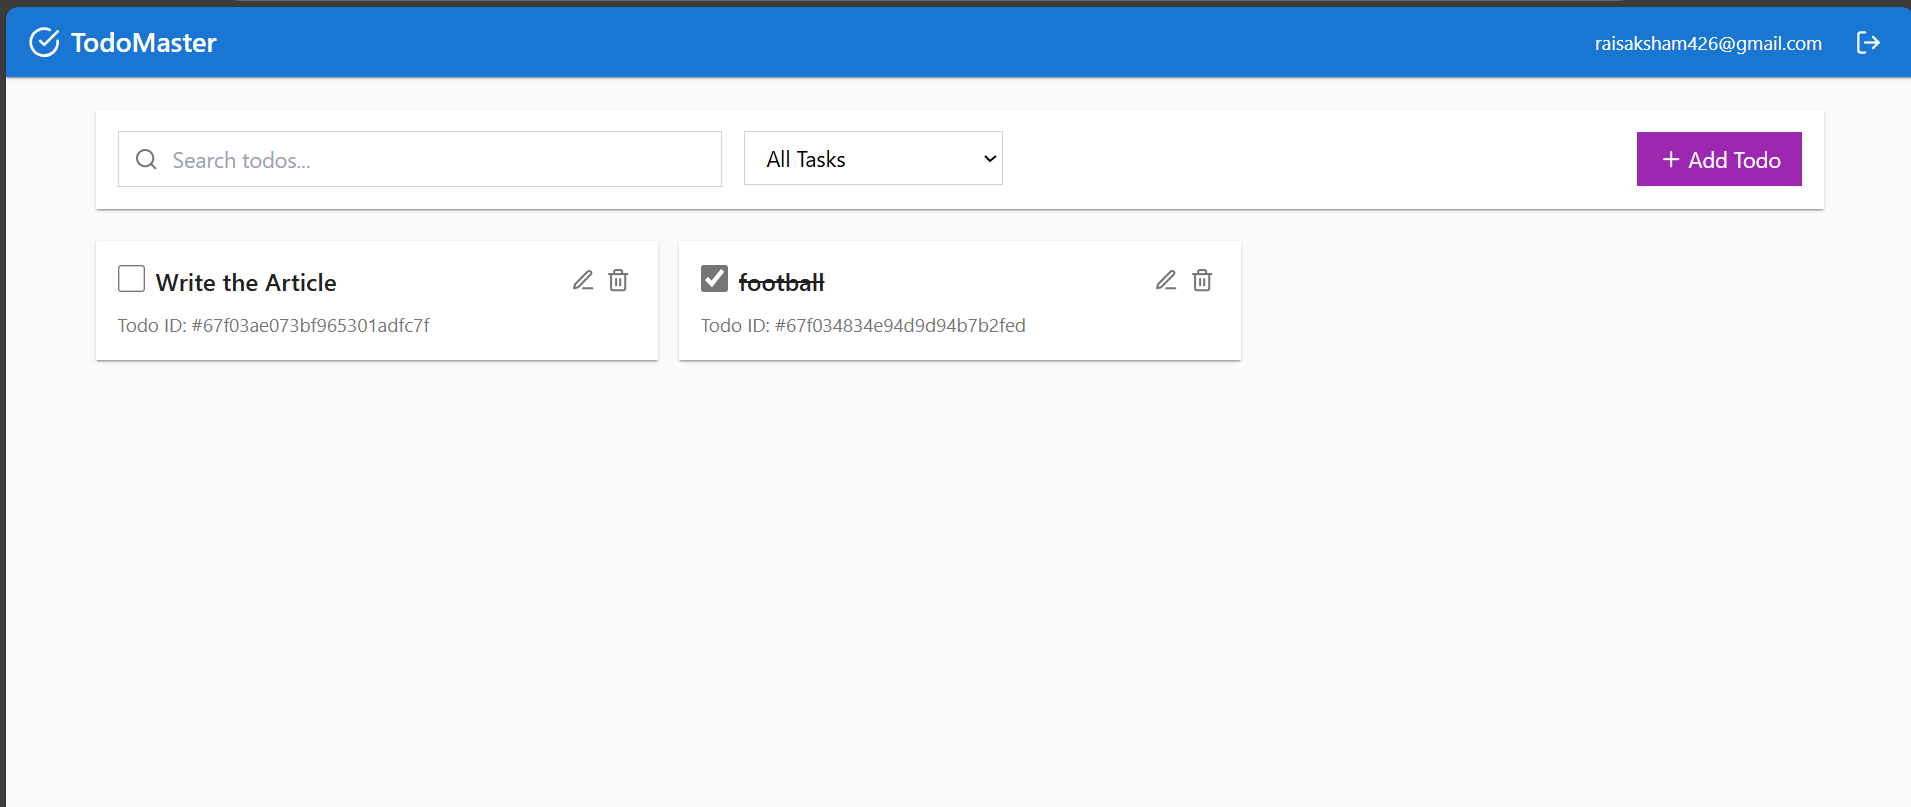 TodoMaster
raisaksham426@gmail.com
Search todos...
All Tasks
+ Add Todo
Write the Article
Todo ID: #67f03ae073bf965301adfc7f
football
Todo ID: #67f034834e94d9d94b7b2fed